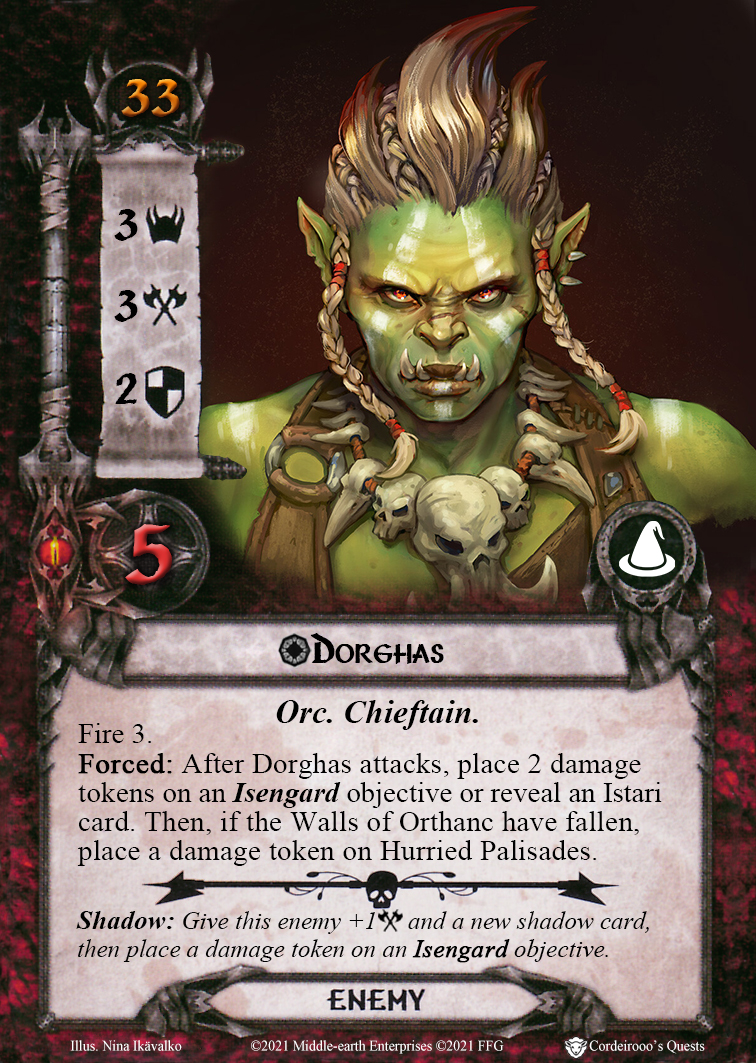 33
3
3
2
5
Dorghas
Orc. Chieftain.
Fire 3.
Forced: After Dorghas attacks, place 2 damage
tokens on an Isengard objective or reveal an Istari
card. Then, if the Walls of Orthanc have fallen,
place a damage token on Hurried Palisades.
Shadow: Give this enemy +1 and a new shadow card,
then place a damage token on an Isengard objective.
ENEMY
Illus. Nina Ikävalko ©2021 Middle-earth Enterprises ©2021 FFG Cordeirooo's Quests